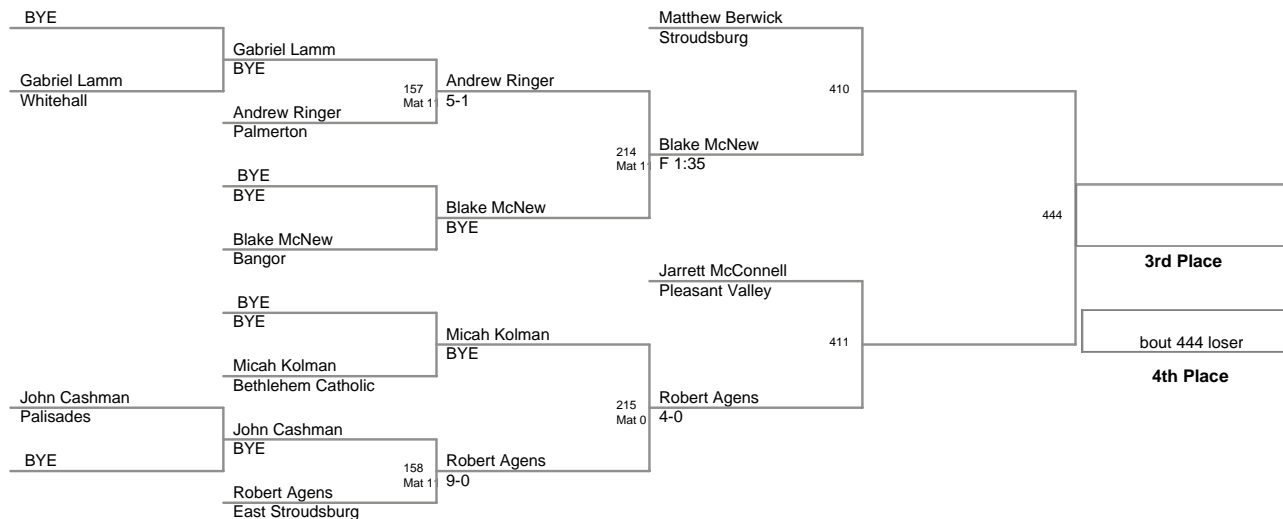 BYE
Matthew Berwick
Stroudsburg
Gabriel Lamm
BYE
Gabriel Lamm
Whitehall
157
Mat 11
Andrew Ringer
5-1
410
Andrew Ringer
Palmerton
214
Mat 11
Blake McNew
F 1:35
BYE
BYE
Blake McNew
BYE
444
Blake McNew
Bangor
3rd Place
Jarrett McConnell
Pleasant Valley
BYE
BYE
Micah Kolman
BYE
411
bout 444 loser
Micah Kolman
Bethlehem Catholic
4th Place
John Cashman
Palisades
215
Mat 0
Robert Agens
4-0
John Cashman
BYE
BYE
158
Mat 11
Robert Agens
9-0
Robert Agens
East Stroudsburg